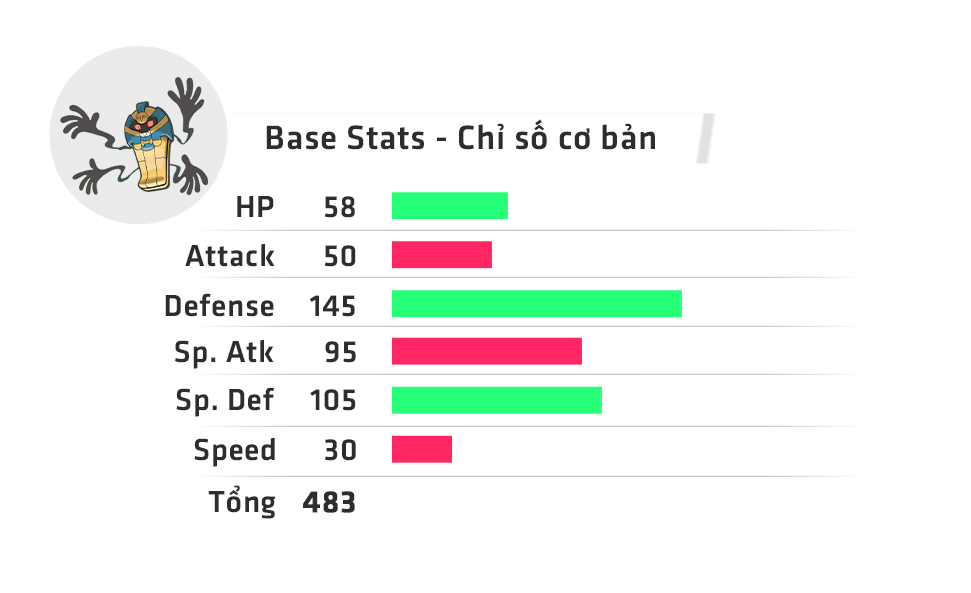 Base Stats - Chỉ số cơ bản
HP 58
Attack 50
Defense 145
Sp. Atk 95
Sp. Def 105
Speed 30
Tổng 483